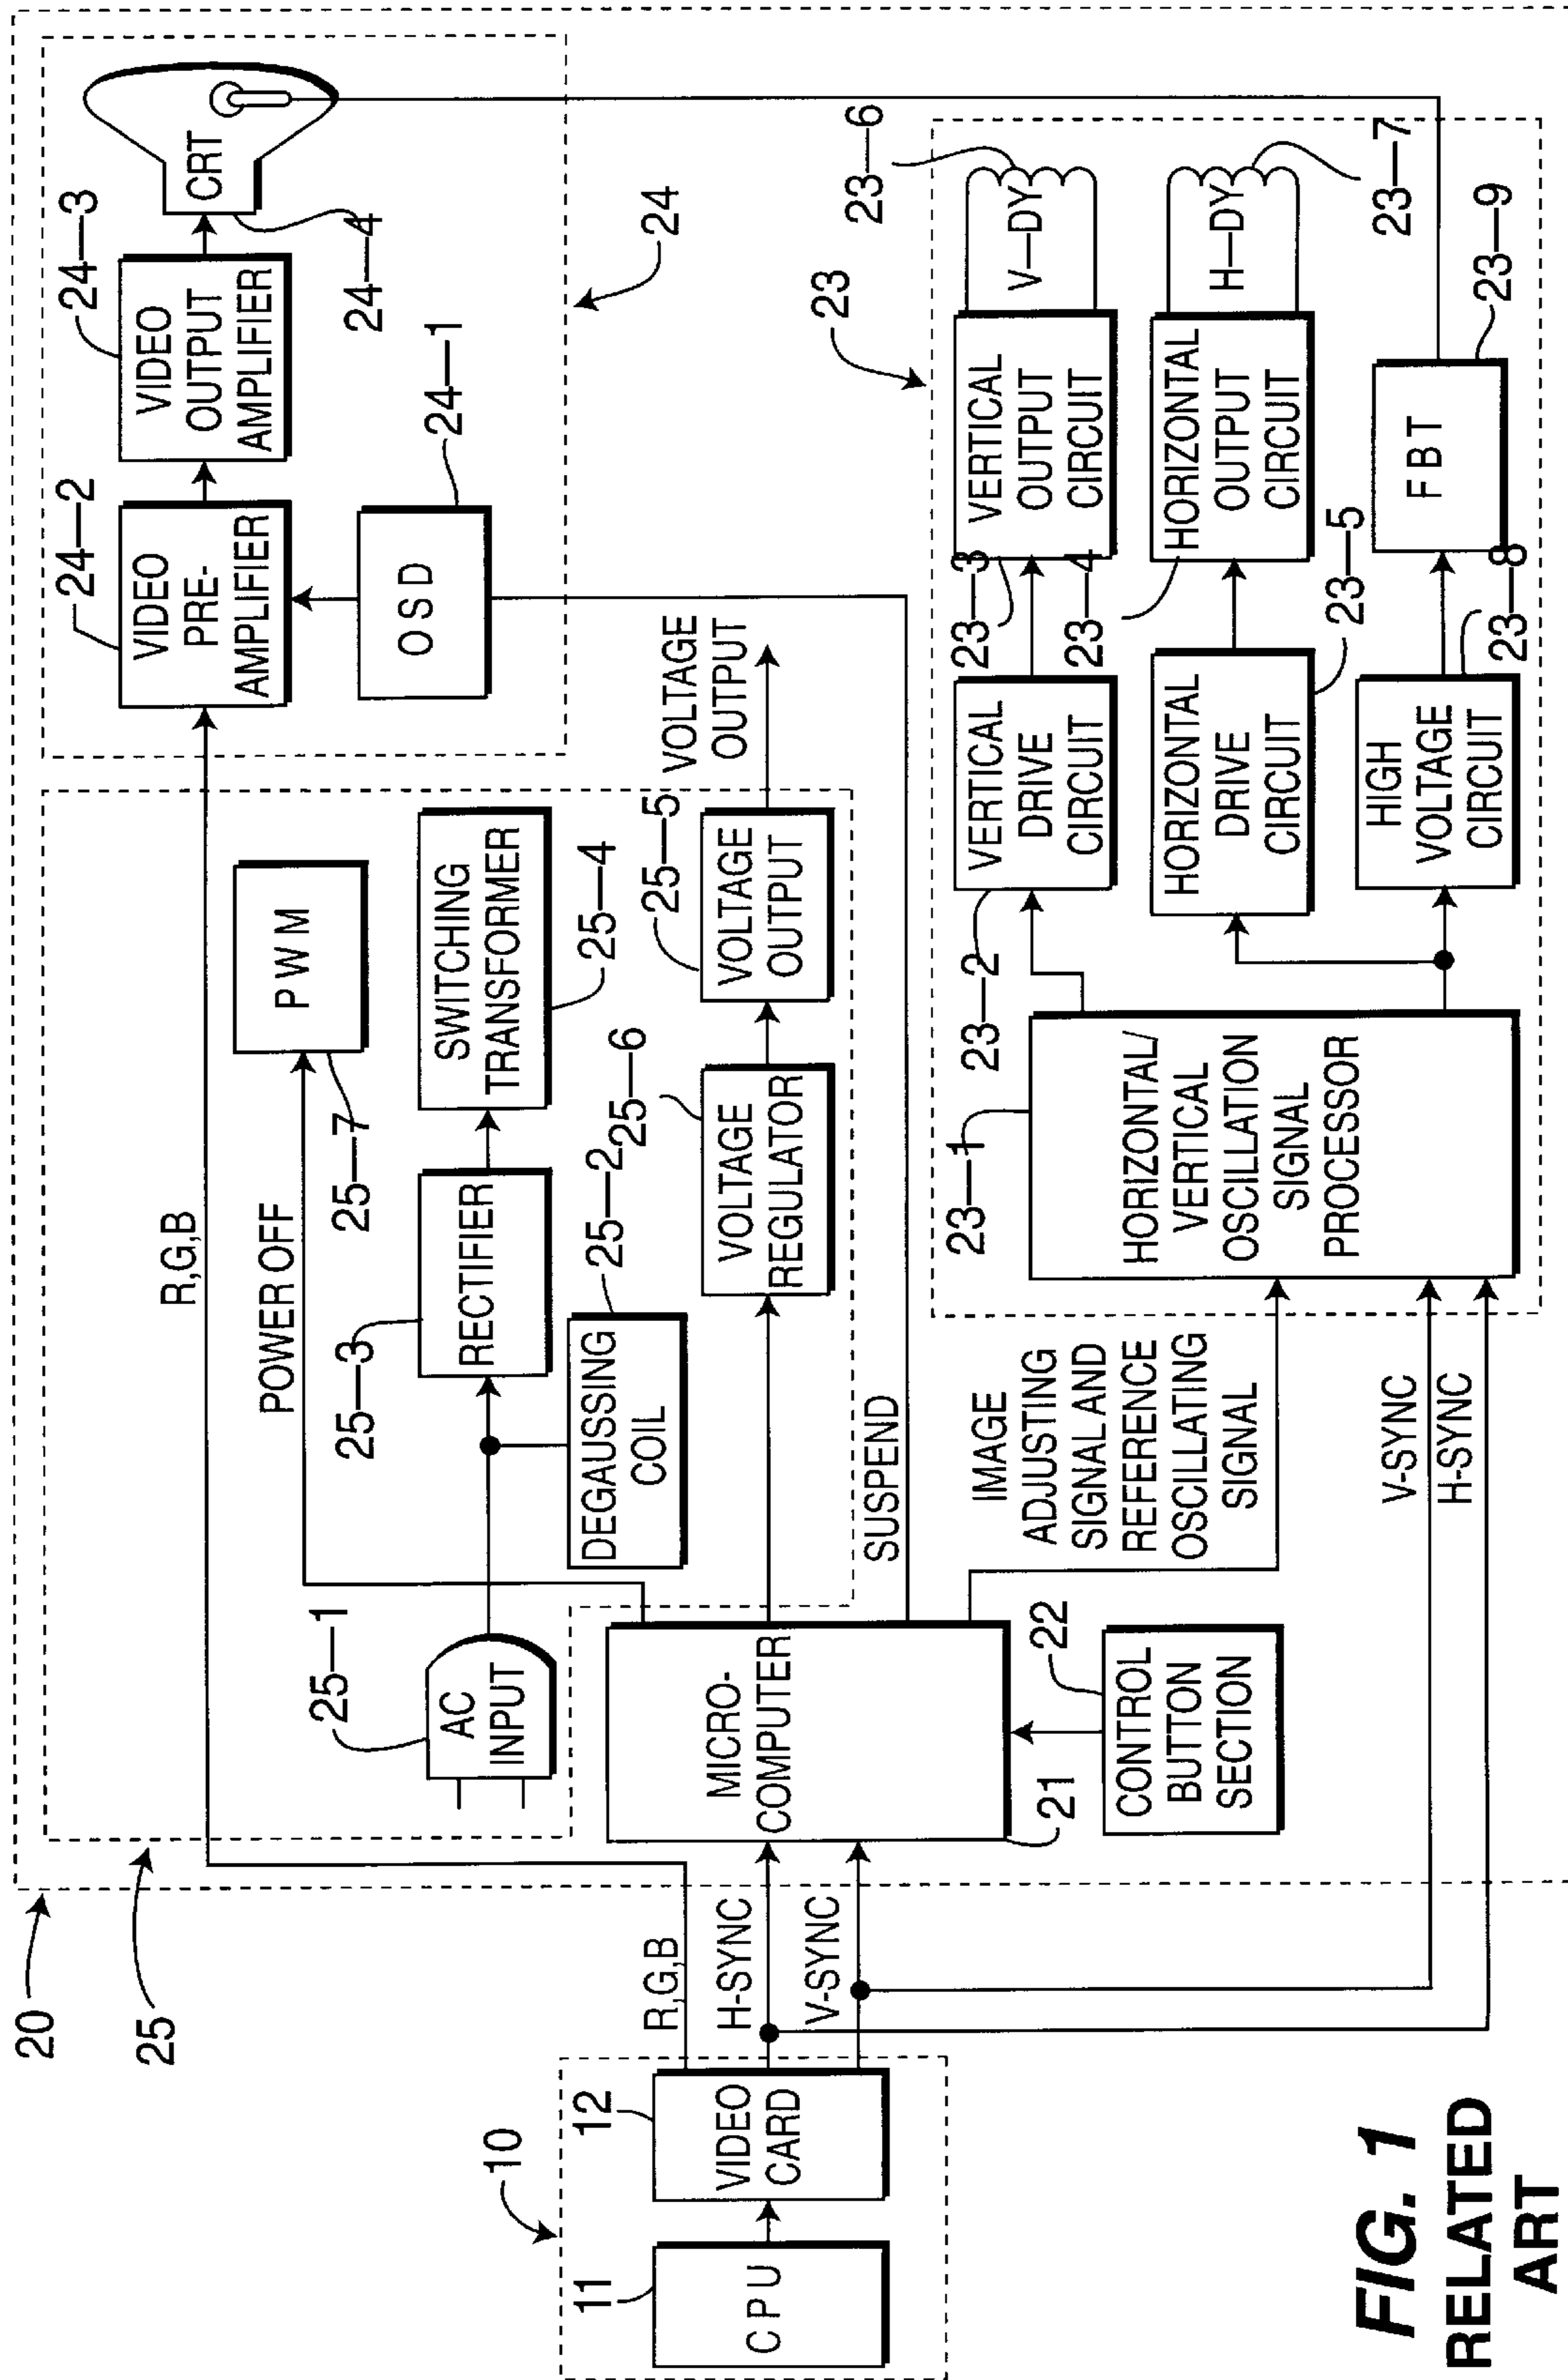 20
25
10
11
CPU
12
VIDEO
CARD
R,G,B
H-SYNC
V-SYNC
R,G,B
POWER OFF
25—1
AC
INPUT
25—3
RECTIFIER
25—7
PWM
SWITCHING
TRANSFORMER
25—4
DEGAUSSING
COIL
25—2
25—6
VOLTAGE
REGULATOR
25—5
VOLTAGE
OUTPUT
VOLTAGE
OUTPUT
MICRO-
COMPUTER
21
22
CONTROL
BUTTON
SECTION
SUSPEND
IMAGE
ADJUSTING
SIGNAL AND
REFERENCE
OSCILLATING
SIGNAL
V-SYNC
H-SYNC
24—2
VIDEO
PRE-
AMPLIFIER
24—3
VIDEO
OUTPUT
AMPLIFIER
CRT
24—4
OSD
24—1
24
23
23—1
HORIZONTAL/
VERTICAL
OSCILLATION
SIGNAL
PROCESSOR
23—2
VERTICAL
DRIVE
CIRCUIT
23—3
VERTICAL
OUTPUT
CIRCUIT
V—DY
23—6
HORIZONTAL
DRIVE
CIRCUIT
23—5
23—4
HORIZONTAL
OUTPUT
CIRCUIT
H—DY
23—7
HIGH
VOLTAGE
CIRCUIT
23—8
FBT
23—9
FIG. 1
RELATED
ART